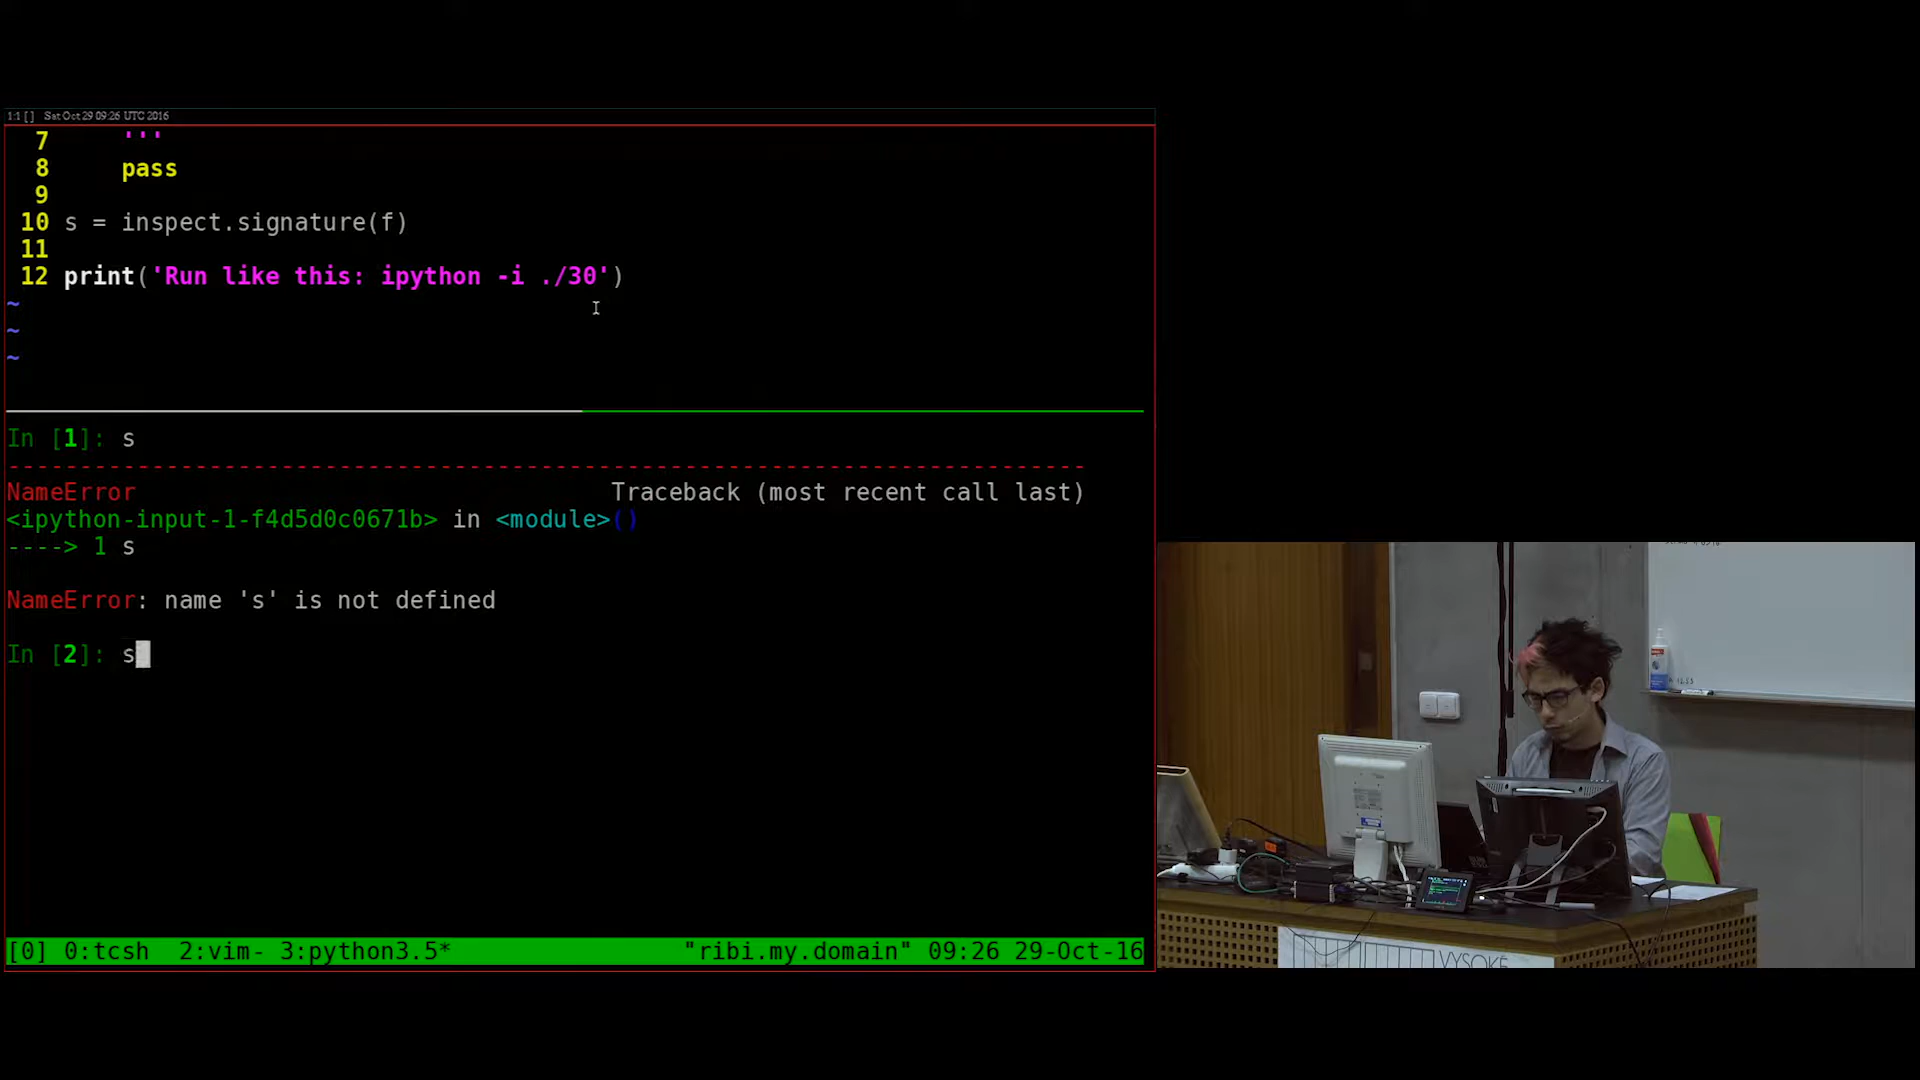 1:1 [ ] Sat Oct 29 09:26 UTC 2016
7 '''
8 pass
9
10 s = inspect.signature(f)
11
12 print('Run like this: ipython -i ./30')
~
~
~
In [1]: s
---------------------------------------------------------------------------
NameError Traceback (most recent call last)
<ipython-input-1-f4d5d0c0671b> in <module>()
----> 1 s
NameError: name 's' is not defined
In [2]: s
[0] 0:tcsh 2:vim- 3:python3.5* "ribi.my.domain" 09:26 29-Oct-16
VYSOKÉ